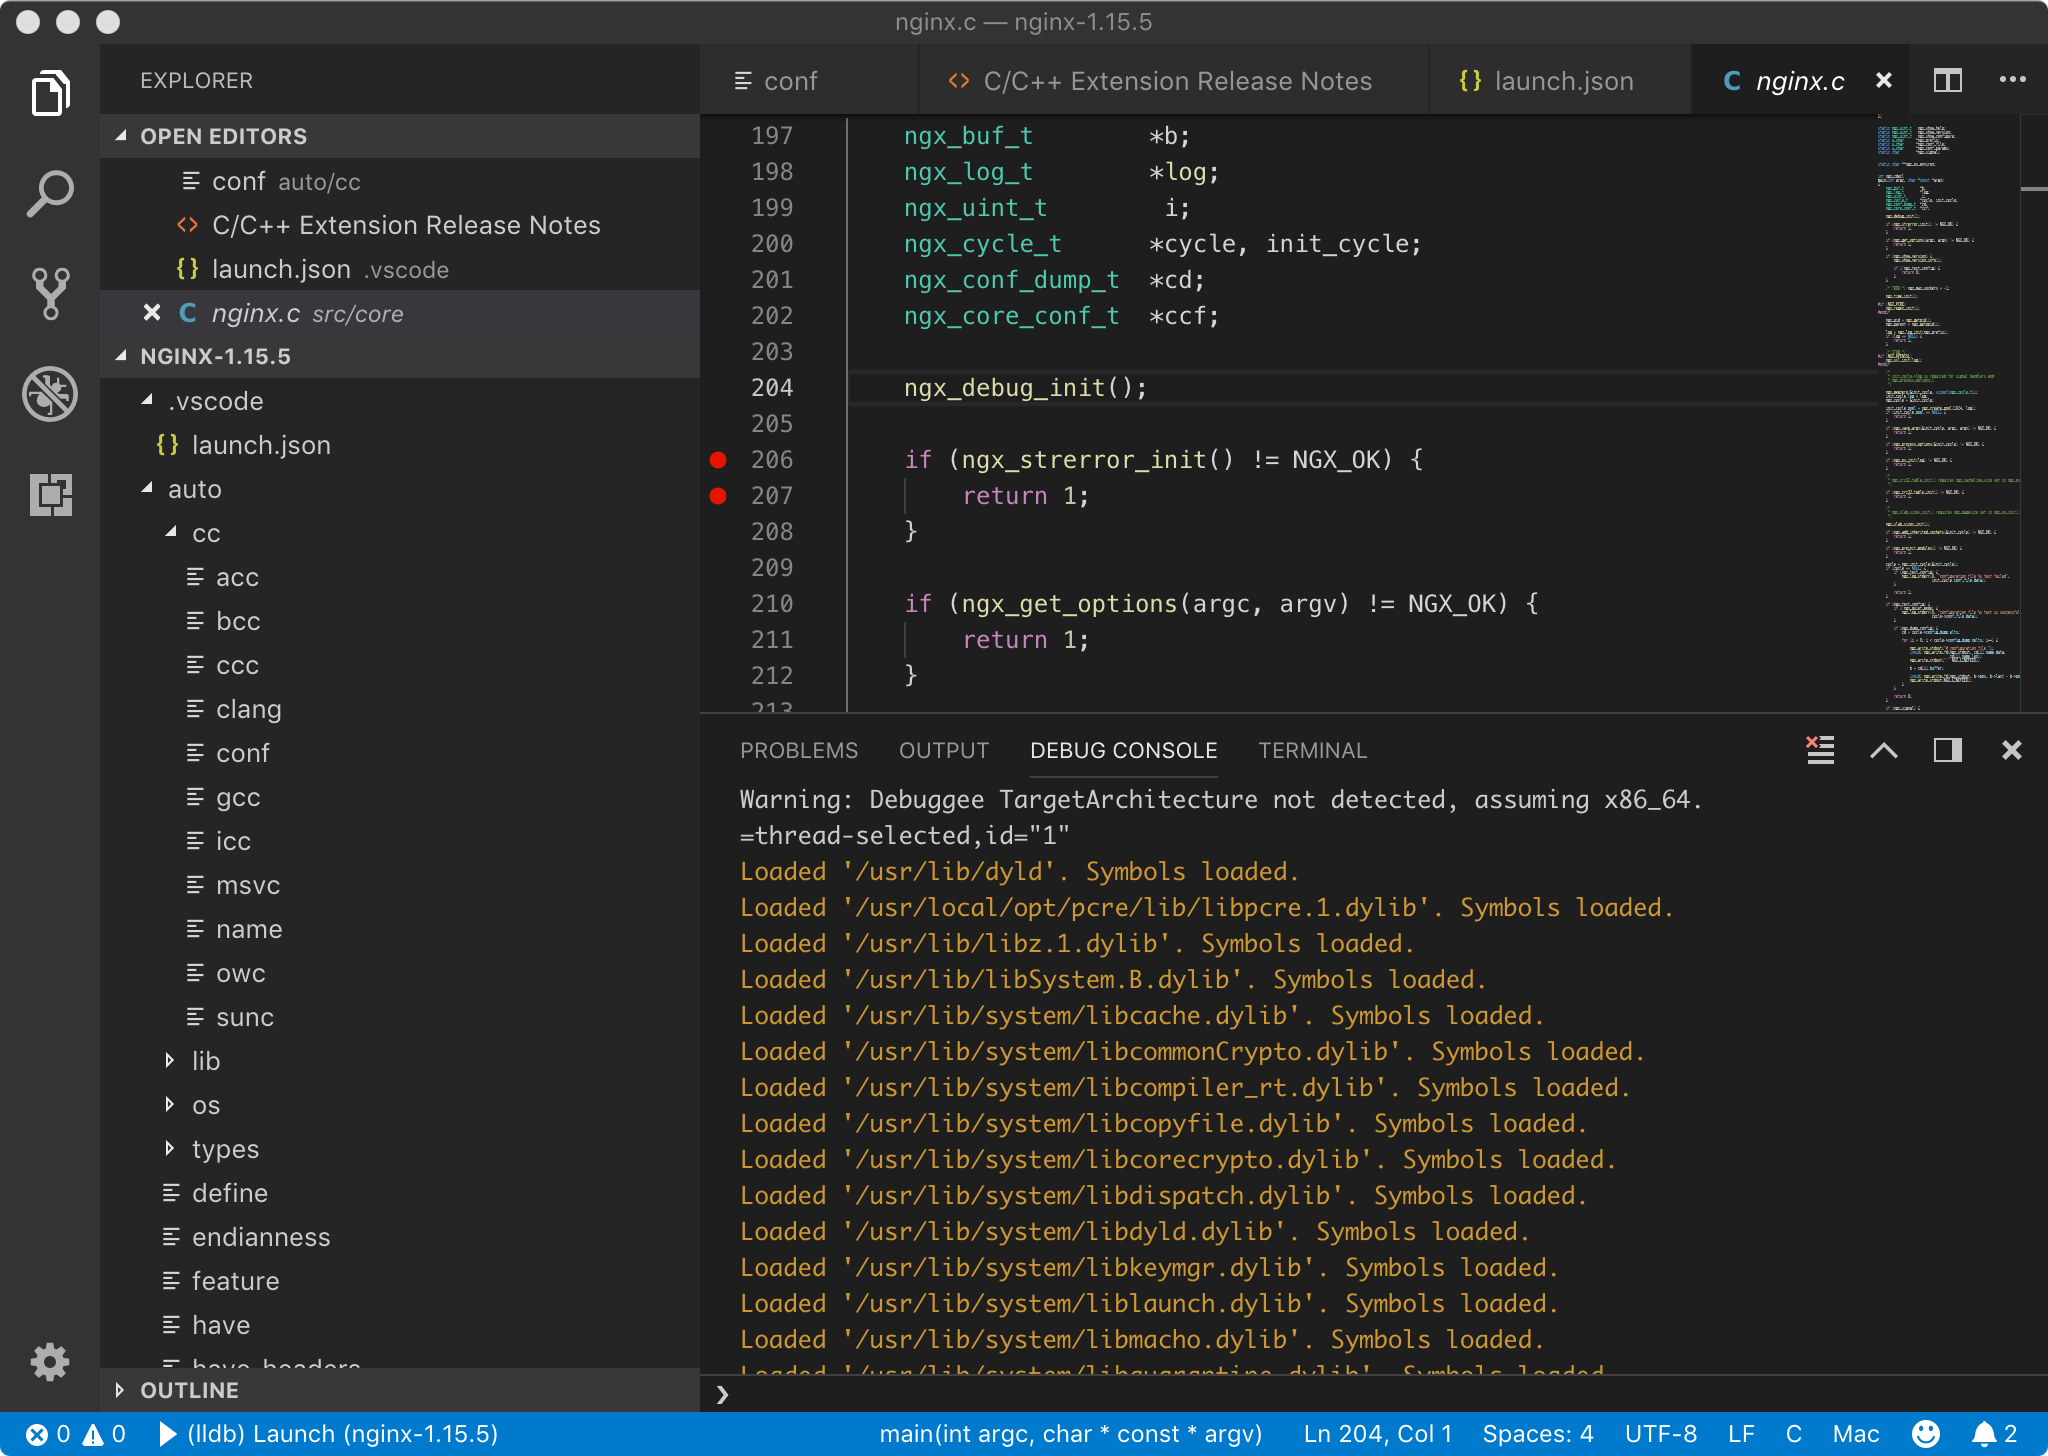 nginx.c — nginx-1.15.5
EXPLORER
OPEN EDITORS
conf auto/cc
C/C++ Extension Release Notes
launch.json .vscode
C nginx.c src/core
NGINX-1.15.5
.vscode
{} launch.json
auto
cc
acc
bcc
ccc
clang
conf
gcc
icc
msvc
name
owc
sunc
lib
os
types
define
endianness
feature
have
have_headers
OUTLINE
conf
C/C++ Extension Release Notes
{} launch.json
C nginx.c
197 ngx_buf_t *b;
198 ngx_log_t *log;
199 ngx_uint_t i;
200 ngx_cycle_t *cycle, init_cycle;
201 ngx_conf_dump_t *cd;
202 ngx_core_conf_t *ccf;
203
204 ngx_debug_init();
205
206 if (ngx_strerror_init() != NGX_OK) {
207 return 1;
208 }
209
210 if (ngx_get_options(argc, argv) != NGX_OK) {
211 return 1;
212 }
213
PROBLEMS OUTPUT DEBUG CONSOLE TERMINAL
Warning: Debuggee TargetArchitecture not detected, assuming x86_64.
=thread-selected,id="1"
Loaded '/usr/lib/dyld'. Symbols loaded.
Loaded '/usr/local/opt/pcre/lib/libpcre.1.dylib'. Symbols loaded.
Loaded '/usr/lib/libz.1.dylib'. Symbols loaded.
Loaded '/usr/lib/libSystem.B.dylib'. Symbols loaded.
Loaded '/usr/lib/system/libcache.dylib'. Symbols loaded.
Loaded '/usr/lib/system/libcommonCrypto.dylib'. Symbols loaded.
Loaded '/usr/lib/system/libcompiler_rt.dylib'. Symbols loaded.
Loaded '/usr/lib/system/libcopyfile.dylib'. Symbols loaded.
Loaded '/usr/lib/system/libcorecrypto.dylib'. Symbols loaded.
Loaded '/usr/lib/system/libdispatch.dylib'. Symbols loaded.
Loaded '/usr/lib/system/libdyld.dylib'. Symbols loaded.
Loaded '/usr/lib/system/libkeymgr.dylib'. Symbols loaded.
Loaded '/usr/lib/system/liblaunch.dylib'. Symbols loaded.
Loaded '/usr/lib/system/libmacho.dylib'. Symbols loaded.
Loaded '/usr/lib/system/libquarantine.dylib'. Symbols loaded.
0 0 (lldb) Launch (nginx-1.15.5) main(int argc, char * const * argv) Ln 204, Col 1 Spaces: 4 UTF-8 LF C Mac 2